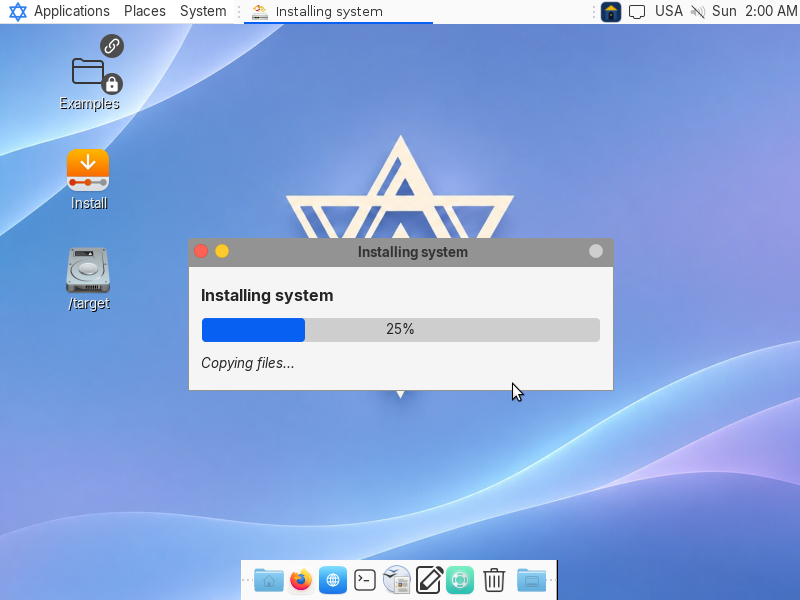 Applications Places System Installing system USA Sun 2:00 AM
Examples
Install
/target
Installing system
Installing system
25%
Copying files...